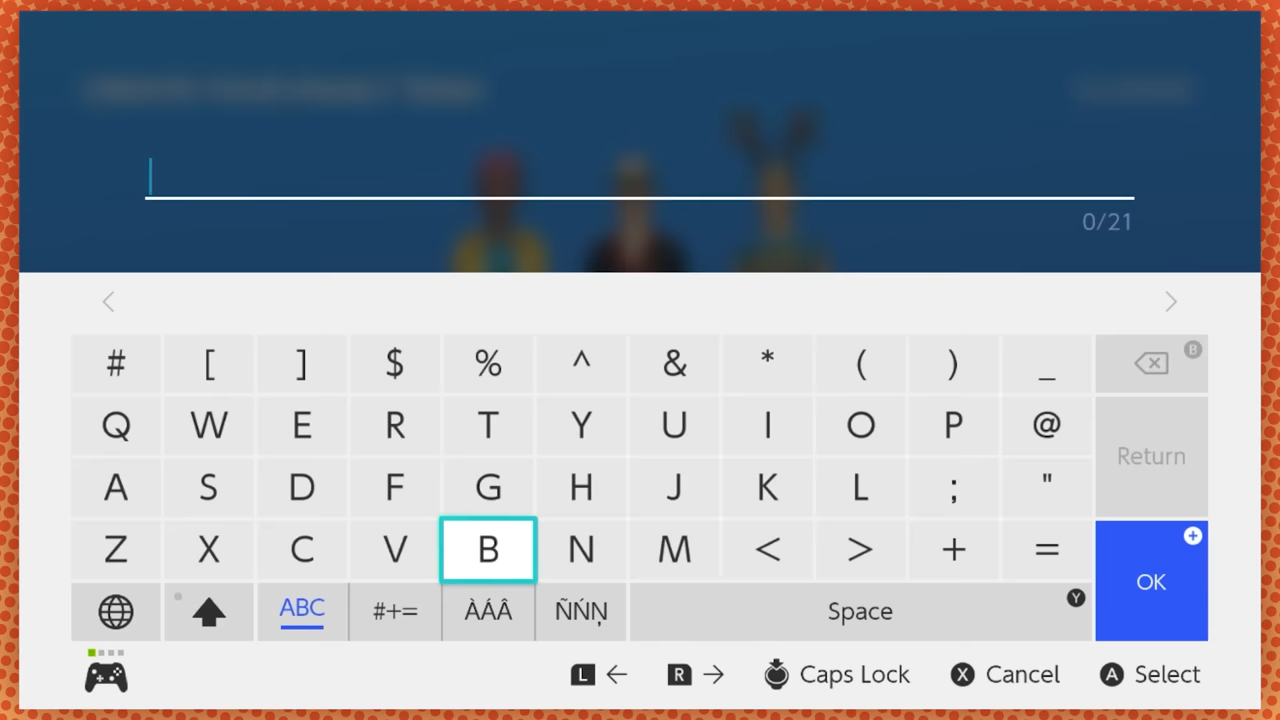 0/21
# [ ] $ % ^ & * ( ) _ B
Q W E R T Y U I O P @
Return
A S D F G H J K L ; "
Z X C V B N M < > + =
OK
ABC #+= ÀÁÂ ÑŃŅ Space Y
L ← R → Caps Lock X Cancel A Select